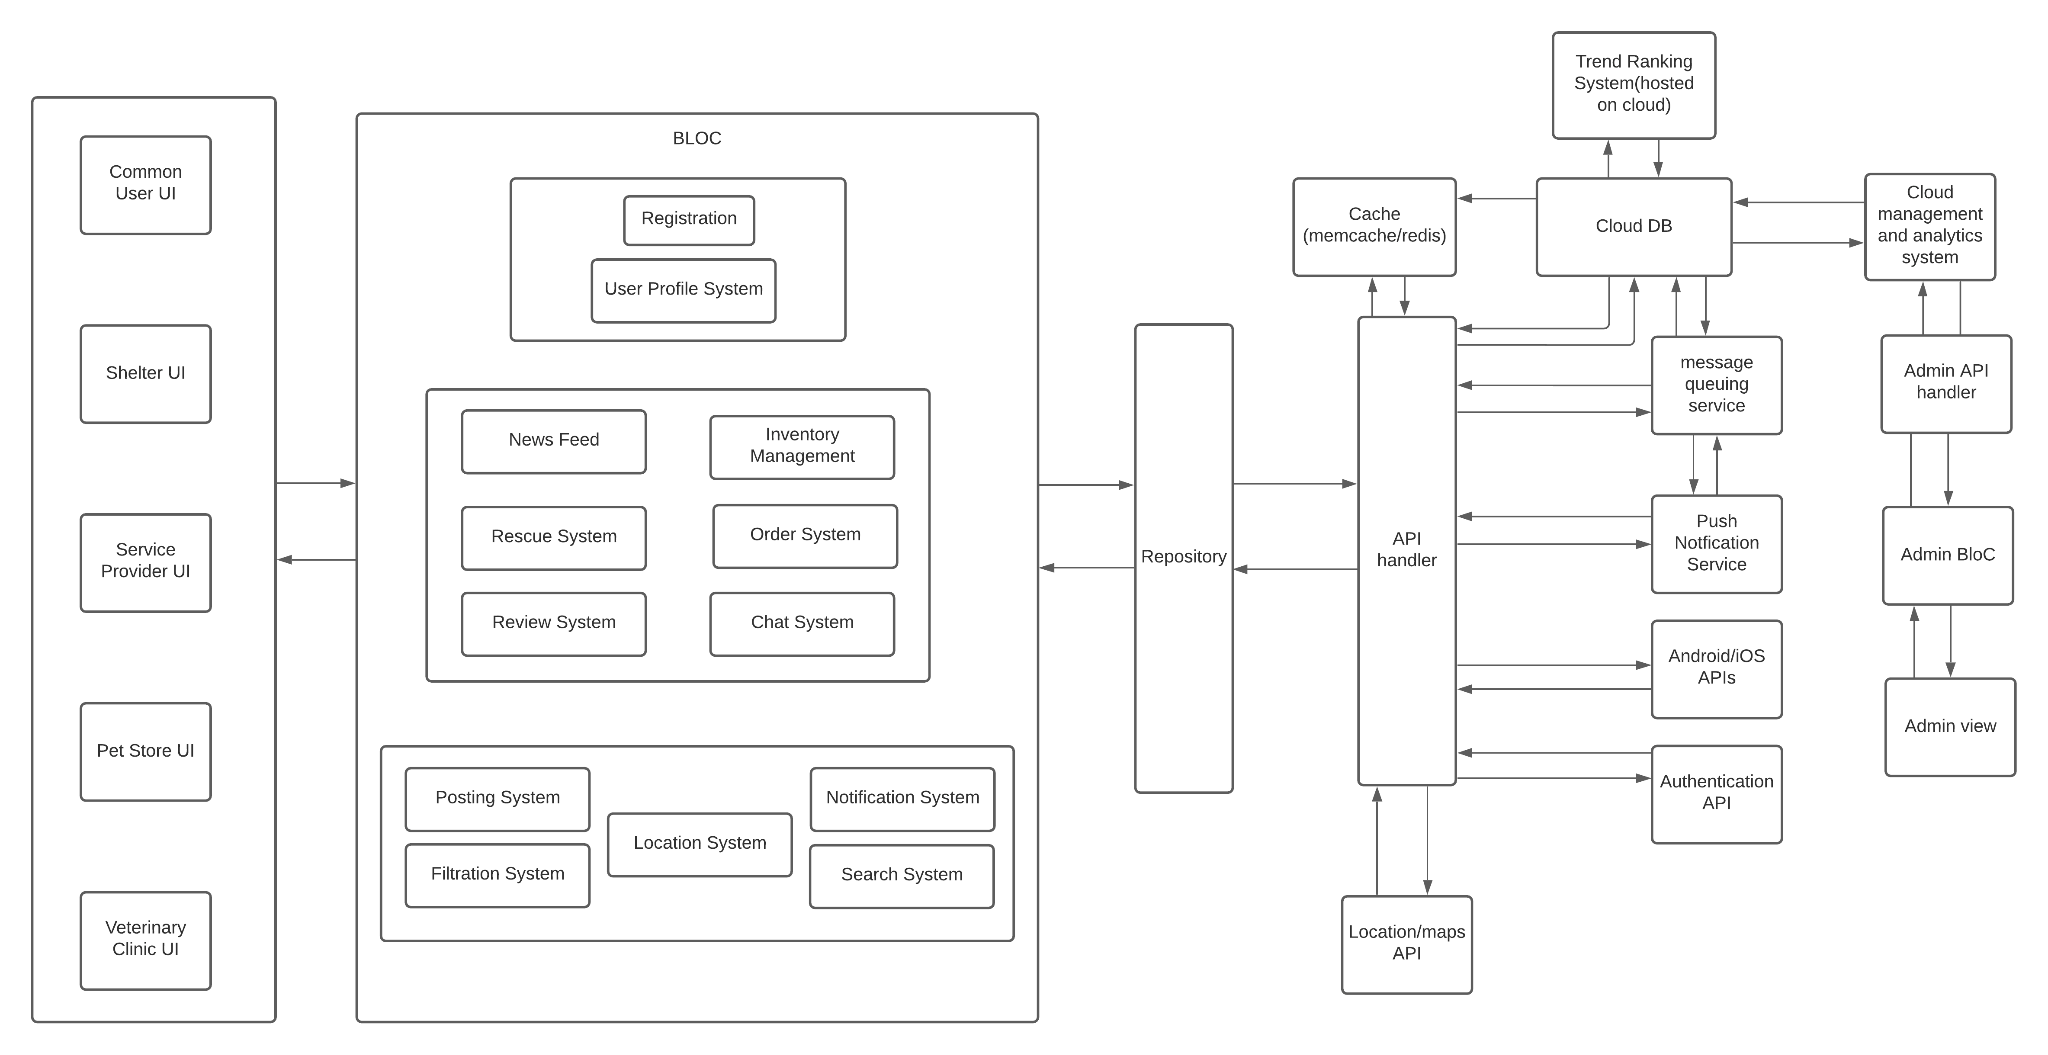 Common
User UI
Shelter UI
Service
Provider UI
Pet Store UI
Veterinary
Clinic UI
BLOC
Registration
User Profile System
News Feed
Inventory
Management
Rescue System
Order System
Review System
Chat System
Posting System
Notification System
Location System
Filtration System
Search System
Repository
API
handler
Cache
(memcache/redis)
Location/maps
API
Trend Ranking
System(hosted
on cloud)
Cloud DB
message
queuing
service
Push
Notfication
Service
Android/iOS
APIs
Authentication
API
Cloud
management
and analytics
system
Admin API
handler
Admin BloC
Admin view